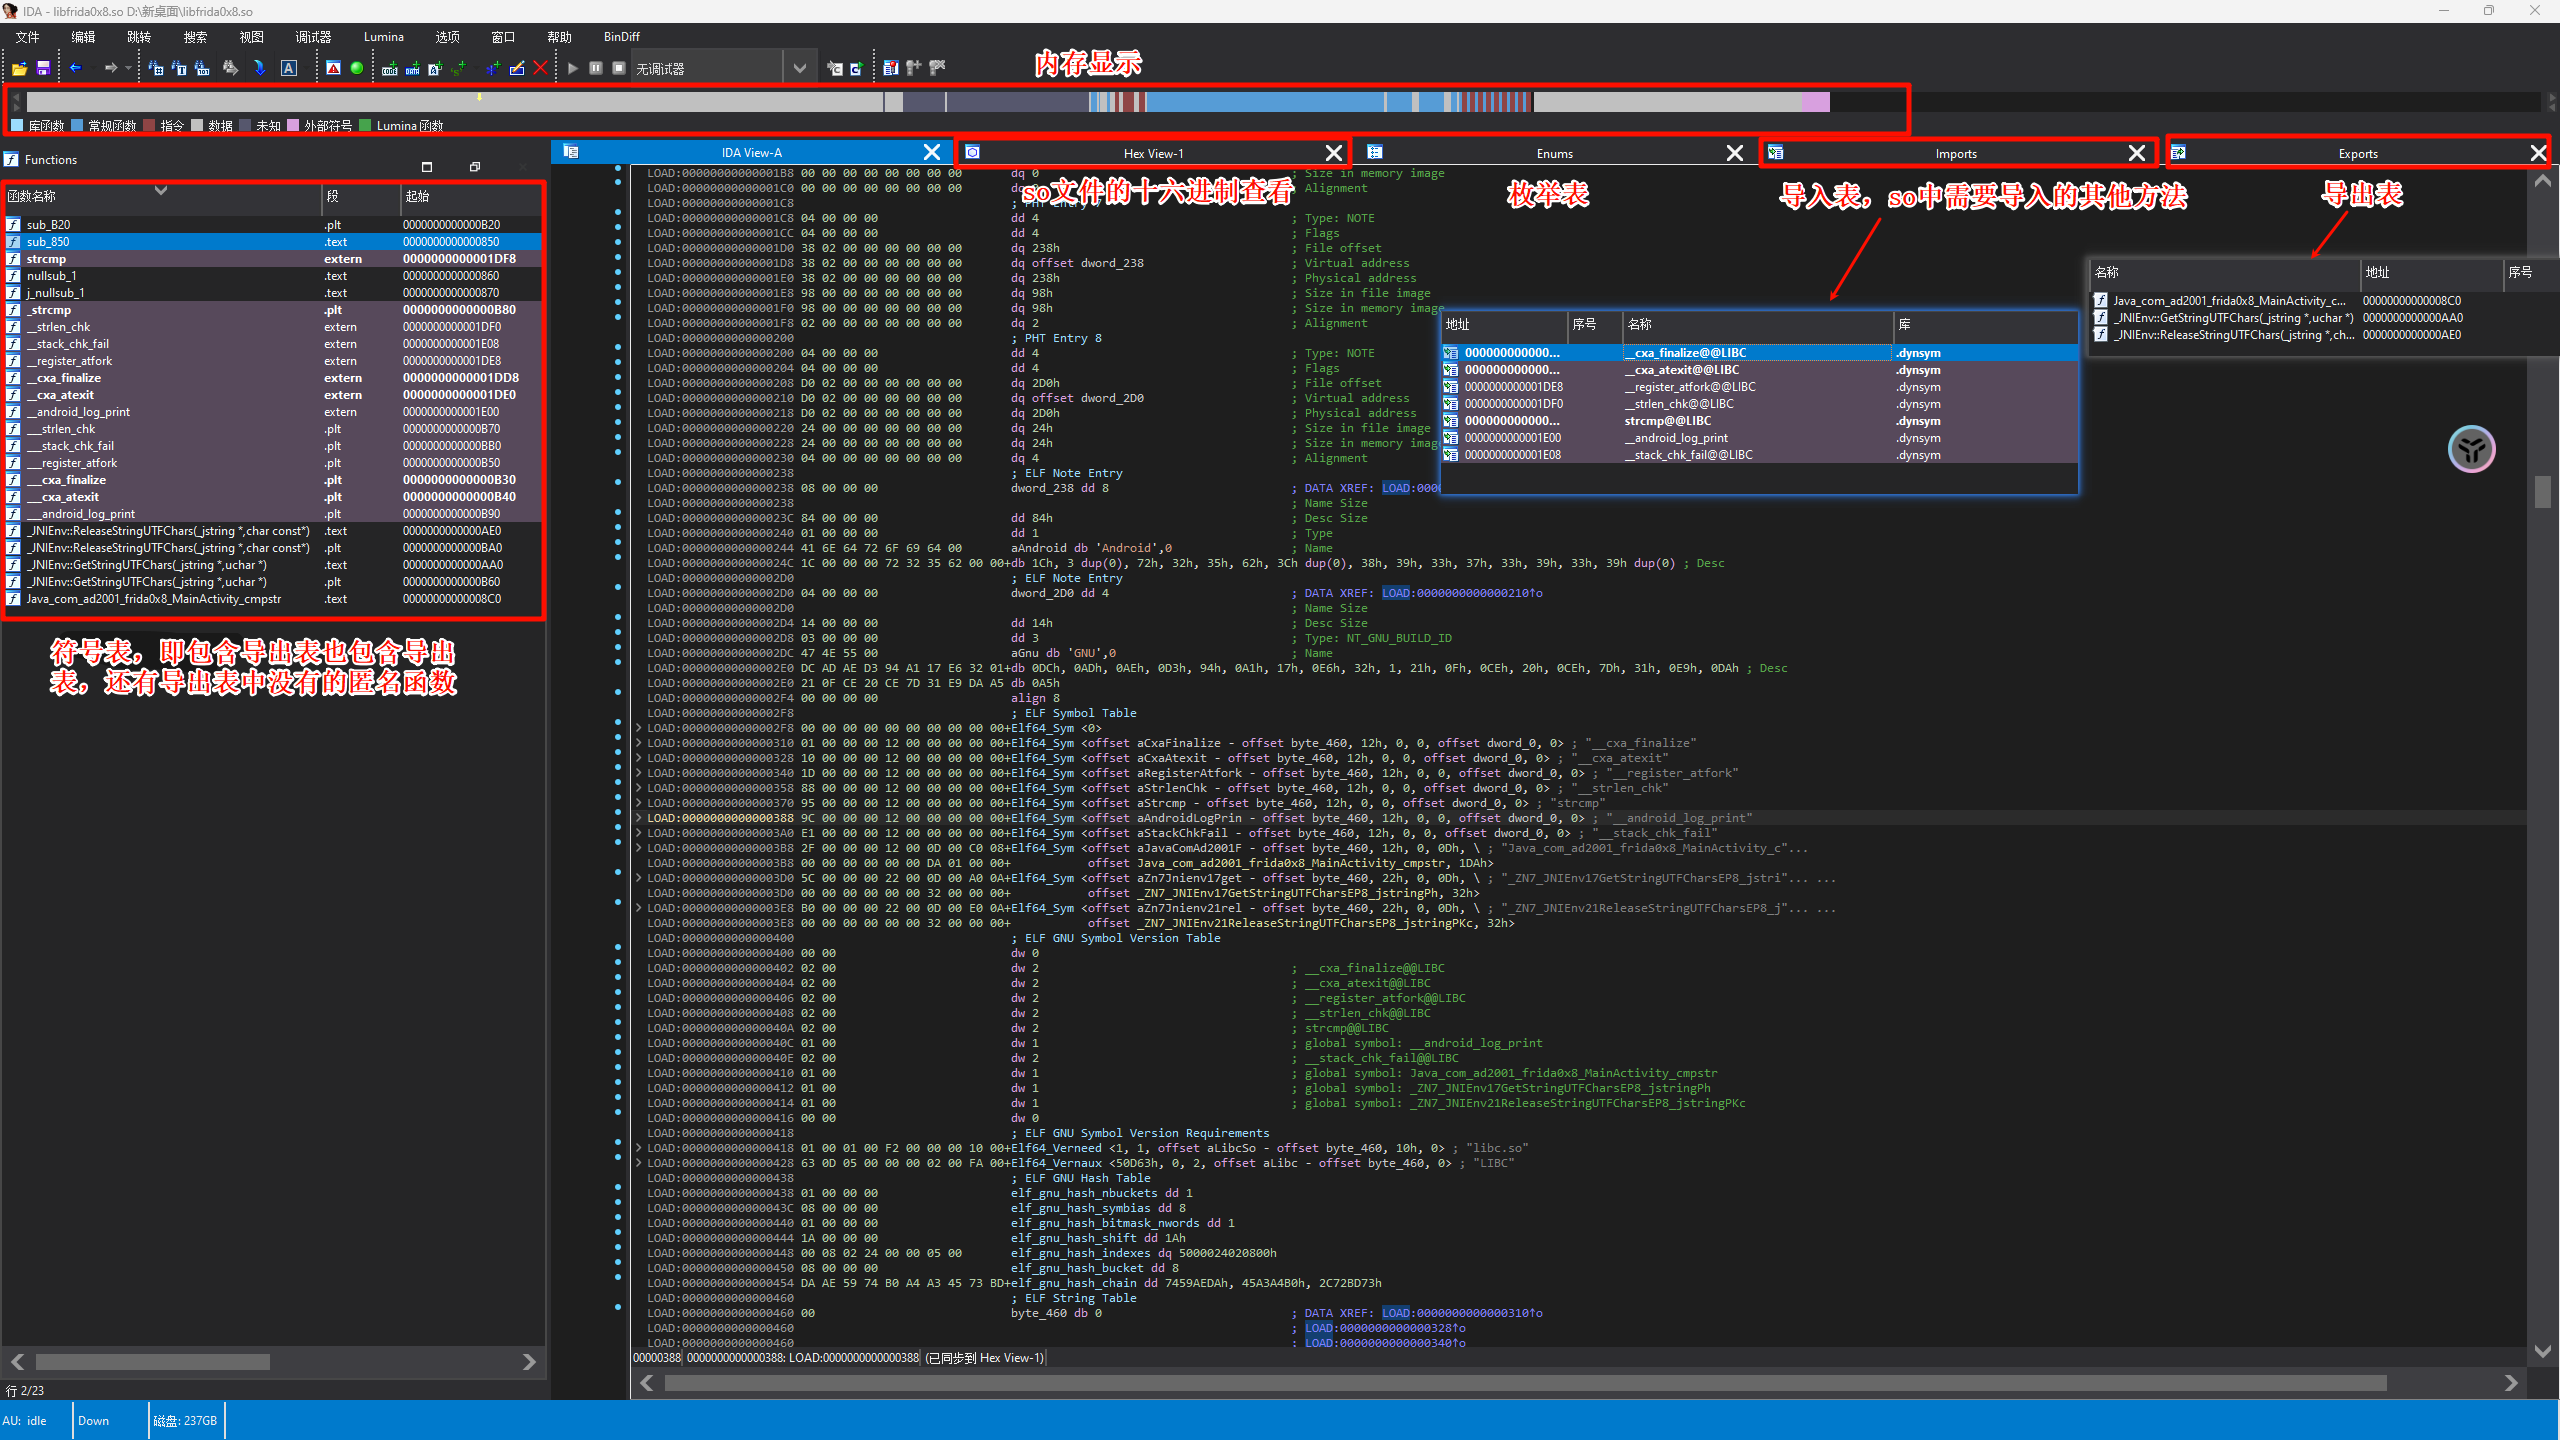 IDA - libfrida0x8.so D:\新桌面\libfrida0x8.so
文件 编辑 跳转 搜索 视图 调试器 Lumina 选项 窗口 帮助 BinDiff
无调试器
内存显示
库函数 常规函数 指令 数据 未知 外部符号 Lumina 函数
Functions
IDA View-A
Hex View-1
Enums
Imports
Exports
so文件的十六进制查看
枚举表
导入表，so中需要导入的其他方法
导出表
函数名称 段 起始
sub_B20 .plt 0000000000000B20
sub_850 .text 0000000000000850
strcmp extern 0000000000001DF8
nullsub_1 .text 0000000000000860
j_nullsub_1 .text 0000000000000870
_strcmp .plt 0000000000000B80
__strlen_chk extern 0000000000001DF0
__stack_chk_fail extern 0000000000001E08
__register_atfork extern 0000000000001DE8
__cxa_finalize extern 0000000000001DD8
__cxa_atexit extern 0000000000001DE0
__android_log_print extern 0000000000001E00
___strlen_chk .plt 0000000000000B70
___stack_chk_fail .plt 0000000000000BB0
___register_atfork .plt 0000000000000B50
___cxa_finalize .plt 0000000000000B30
___cxa_atexit .plt 0000000000000B40
___android_log_print .plt 0000000000000B90
_JNIEnv::ReleaseStringUTFChars(_jstring *,char const*) .text 0000000000000AE0
_JNIEnv::ReleaseStringUTFChars(_jstring *,char const*) .plt 0000000000000BA0
_JNIEnv::GetStringUTFChars(_jstring *,uchar *) .text 0000000000000AA0
_JNIEnv::GetStringUTFChars(_jstring *,uchar *) .plt 0000000000000B60
Java_com_ad2001_frida0x8_MainActivity_cmpstr .text 00000000000008C0
符号表，即包含导出表也包含导出
表，还有导出表中没有的匿名函数
行 2/23
LOAD:00000000000001B8 00 00 00 00 00 00 00 00 dq 0 ; Size in memory image
LOAD:00000000000001C0 00 00 00 00 00 00 00 00 dq 0 ; Alignment
LOAD:00000000000001C8 ; PHT Entry 7
LOAD:00000000000001C8 04 00 00 00 dd 4 ; Type: NOTE
LOAD:00000000000001CC 04 00 00 00 dd 4 ; Flags
LOAD:00000000000001D0 38 02 00 00 00 00 00 00 dq 238h ; File offset
LOAD:00000000000001D8 38 02 00 00 00 00 00 00 dq offset dword_238 ; Virtual address
LOAD:00000000000001E0 38 02 00 00 00 00 00 00 dq 238h ; Physical address
LOAD:00000000000001E8 98 00 00 00 00 00 00 00 dq 98h ; Size in file image
LOAD:00000000000001F0 98 00 00 00 00 00 00 00 dq 98h ; Size in memory image
LOAD:00000000000001F8 02 00 00 00 00 00 00 00 dq 2 ; Alignment
LOAD:0000000000000200 ; PHT Entry 8
LOAD:0000000000000200 04 00 00 00 dd 4 ; Type: NOTE
LOAD:0000000000000204 04 00 00 00 dd 4 ; Flags
LOAD:0000000000000208 D0 02 00 00 00 00 00 00 dq 2D0h ; File offset
LOAD:0000000000000210 D0 02 00 00 00 00 00 00 dq offset dword_2D0 ; Virtual address
LOAD:0000000000000218 D0 02 00 00 00 00 00 00 dq 2D0h ; Physical address
LOAD:0000000000000220 24 00 00 00 00 00 00 00 dq 24h ; Size in file image
LOAD:0000000000000228 24 00 00 00 00 00 00 00 dq 24h ; Size in memory image
LOAD:0000000000000230 04 00 00 00 00 00 00 00 dq 4 ; Alignment
LOAD:0000000000000238 ; ELF Note Entry
LOAD:0000000000000238 08 00 00 00 dword_238 dd 8 ; DATA XREF: LOAD:000
LOAD:0000000000000238 ; Name Size
LOAD:000000000000023C 84 00 00 00 dd 84h ; Desc Size
LOAD:0000000000000240 01 00 00 00 dd 1 ; Type
LOAD:0000000000000244 41 6E 64 72 6F 69 64 00 aAndroid db 'Android',0 ; Name
LOAD:000000000000024C 1C 00 00 00 72 32 35 62 00 00+db 1Ch, 3 dup(0), 72h, 32h, 35h, 62h, 3Ch dup(0), 38h, 39h, 33h, 37h, 33h, 39h, 33h, 39h dup(0) ; Desc
LOAD:00000000000002D0 ; ELF Note Entry
LOAD:00000000000002D0 04 00 00 00 dword_2D0 dd 4 ; DATA XREF: LOAD:0000000000000210↑o
LOAD:00000000000002D0 ; Name Size
LOAD:00000000000002D4 14 00 00 00 dd 14h ; Desc Size
LOAD:00000000000002D8 03 00 00 00 dd 3 ; Type: NT_GNU_BUILD_ID
LOAD:00000000000002DC 47 4E 55 00 aGnu db 'GNU',0 ; Name
LOAD:00000000000002E0 DC AD AE D3 94 A1 17 E6 32 01+db 0DCh, 0ADh, 0AEh, 0D3h, 94h, 0A1h, 17h, 0E6h, 32h, 1, 21h, 0Fh, 0CEh, 20h, 0CEh, 7Dh, 31h, 0E9h, 0DAh ; Desc
LOAD:00000000000002E0 21 0F CE 20 CE 7D 31 E9 DA A5 db 0A5h
LOAD:00000000000002F4 00 00 00 00 align 8
LOAD:00000000000002F8 ; ELF Symbol Table
LOAD:00000000000002F8 00 00 00 00 00 00 00 00 00 00+Elf64_Sym <0>
LOAD:0000000000000310 01 00 00 00 12 00 00 00 00 00+Elf64_Sym <offset aCxaFinalize - offset byte_460, 12h, 0, 0, offset dword_0, 0> ; "__cxa_finalize"
LOAD:0000000000000328 10 00 00 00 12 00 00 00 00 00+Elf64_Sym <offset aCxaAtexit - offset byte_460, 12h, 0, 0, offset dword_0, 0> ; "__cxa_atexit"
LOAD:0000000000000340 1D 00 00 00 12 00 00 00 00 00+Elf64_Sym <offset aRegisterAtfork - offset byte_460, 12h, 0, 0, offset dword_0, 0> ; "__register_atfork"
LOAD:0000000000000358 88 00 00 00 12 00 00 00 00 00+Elf64_Sym <offset aStrlenChk - offset byte_460, 12h, 0, 0, offset dword_0, 0> ; "__strlen_chk"
LOAD:0000000000000370 95 00 00 00 12 00 00 00 00 00+Elf64_Sym <offset aStrcmp - offset byte_460, 12h, 0, 0, offset dword_0, 0> ; "strcmp"
LOAD:0000000000000388 9C 00 00 00 12 00 00 00 00 00+Elf64_Sym <offset aAndroidLogPrin - offset byte_460, 12h, 0, 0, offset dword_0, 0> ; "__android_log_print"
LOAD:00000000000003A0 E1 00 00 00 12 00 00 00 00 00+Elf64_Sym <offset aStackChkFail - offset byte_460, 12h, 0, 0, offset dword_0, 0> ; "__stack_chk_fail"
LOAD:00000000000003B8 2F 00 00 00 12 00 0D 00 C0 08+Elf64_Sym <offset aJavaComAd2001F - offset byte_460, 12h, 0, 0Dh, \ ; "Java_com_ad2001_frida0x8_MainActivity_c"...
LOAD:00000000000003B8 00 00 00 00 00 00 DA 01 00 00+ offset Java_com_ad2001_frida0x8_MainActivity_cmpstr, 1DAh>
LOAD:00000000000003D0 5C 00 00 00 22 00 0D 00 A0 0A+Elf64_Sym <offset aZn7Jnienv17get - offset byte_460, 22h, 0, 0Dh, \ ; "_ZN7_JNIEnv17GetStringUTFCharsEP8_jstri"... ...
LOAD:00000000000003D0 00 00 00 00 00 00 32 00 00 00+ offset _ZN7_JNIEnv17GetStringUTFCharsEP8_jstringPh, 32h>
LOAD:00000000000003E8 B0 00 00 00 22 00 0D 00 E0 0A+Elf64_Sym <offset aZn7Jnienv21rel - offset byte_460, 22h, 0, 0Dh, \ ; "_ZN7_JNIEnv21ReleaseStringUTFCharsEP8_j"... ...
LOAD:00000000000003E8 00 00 00 00 00 00 32 00 00 00+ offset _ZN7_JNIEnv21ReleaseStringUTFCharsEP8_jstringPKc, 32h>
LOAD:0000000000000400 ; ELF GNU Symbol Version Table
LOAD:0000000000000400 00 00 dw 0
LOAD:0000000000000402 02 00 dw 2 ; __cxa_finalize@@LIBC
LOAD:0000000000000404 02 00 dw 2 ; __cxa_atexit@@LIBC
LOAD:0000000000000406 02 00 dw 2 ; __register_atfork@@LIBC
LOAD:0000000000000408 02 00 dw 2 ; __strlen_chk@@LIBC
LOAD:000000000000040A 02 00 dw 2 ; strcmp@@LIBC
LOAD:000000000000040C 01 00 dw 1 ; global symbol: __android_log_print
LOAD:000000000000040E 02 00 dw 2 ; __stack_chk_fail@@LIBC
LOAD:0000000000000410 01 00 dw 1 ; global symbol: Java_com_ad2001_frida0x8_MainActivity_cmpstr
LOAD:0000000000000412 01 00 dw 1 ; global symbol: _ZN7_JNIEnv17GetStringUTFCharsEP8_jstringPh
LOAD:0000000000000414 01 00 dw 1 ; global symbol: _ZN7_JNIEnv21ReleaseStringUTFCharsEP8_jstringPKc
LOAD:0000000000000416 00 00 dw 0
LOAD:0000000000000418 ; ELF GNU Symbol Version Requirements
LOAD:0000000000000418 01 00 01 00 F2 00 00 00 10 00+Elf64_Verneed <1, 1, offset aLibcSo - offset byte_460, 10h, 0> ; "libc.so"
LOAD:0000000000000428 63 0D 05 00 00 00 02 00 FA 00+Elf64_Vernaux <50D63h, 0, 2, offset aLibc - offset byte_460, 0> ; "LIBC"
LOAD:0000000000000438 ; ELF GNU Hash Table
LOAD:0000000000000438 01 00 00 00 elf_gnu_hash_nbuckets dd 1
LOAD:000000000000043C 08 00 00 00 elf_gnu_hash_symbias dd 8
LOAD:0000000000000440 01 00 00 00 elf_gnu_hash_bitmask_nwords dd 1
LOAD:0000000000000444 1A 00 00 00 elf_gnu_hash_shift dd 1Ah
LOAD:0000000000000448 00 08 02 24 00 00 05 00 elf_gnu_hash_indexes dq 5000024020800h
LOAD:0000000000000450 08 00 00 00 elf_gnu_hash_bucket dd 8
LOAD:0000000000000454 DA AE 59 74 B0 A4 A3 45 73 BD+elf_gnu_hash_chain dd 7459AEDAh, 45A3A4B0h, 2C72BD73h
LOAD:0000000000000460 ; ELF String Table
LOAD:0000000000000460 00 byte_460 db 0 ; DATA XREF: LOAD:0000000000000310↑o
LOAD:0000000000000460 ; LOAD:0000000000000328↑o
LOAD:0000000000000460 ; LOAD:0000000000000340↑o
00000388 0000000000000388: LOAD:0000000000000388 (已同步到 Hex View-1)
地址 序号 名称 库
000000000000... __cxa_finalize@@LIBC .dynsym
000000000000... __cxa_atexit@@LIBC .dynsym
0000000000001DE8 __register_atfork@@LIBC .dynsym
0000000000001DF0 __strlen_chk@@LIBC .dynsym
000000000000... strcmp@@LIBC .dynsym
0000000000001E00 __android_log_print .dynsym
0000000000001E08 __stack_chk_fail@@LIBC .dynsym
名称 地址 序号
Java_com_ad2001_frida0x8_MainActivity_c... 00000000000008C0
_JNIEnv::GetStringUTFChars(_jstring *,uchar *) 0000000000000AA0
_JNIEnv::ReleaseStringUTFChars(_jstring *,ch... 0000000000000AE0
AU: idle Down 磁盘: 237GB